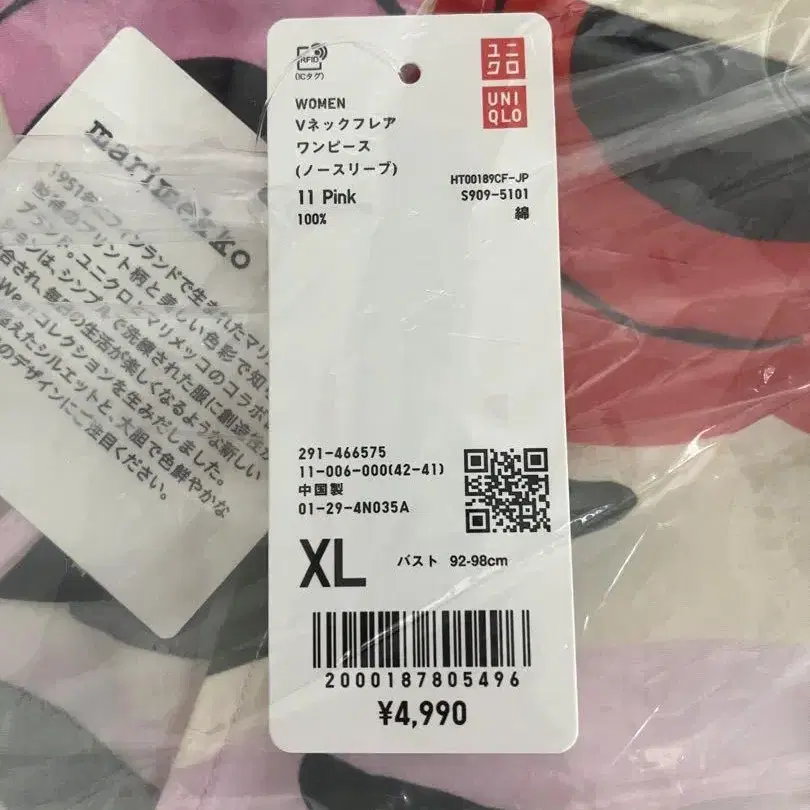 marimekko
1951年にフィンランドで生まれたマリ
のプリント柄と美しい色彩で知ら
ブランド。ユニクロとマリメッコのコラボ
ションは、シンプルで洗練された服に創造性が
合され、毎日の生活が楽しくなるような新しい
Wearコレクションを生みだしました。
えたシルエットと、大胆で色鮮やかな
のデザインにご注目ください。
RFID
(ICタグ)
ユニクロ
UNI
QLO
WOMEN
Vネックフレア
ワンピース
(ノースリーブ)
HT00189CF-JP
11 Pink
S909-5101
100%
綿
291-466575
11-006-000(42-41)
中国製
01-29-4N035A
XL バスト 92-98cm
2000187805496
¥4,990